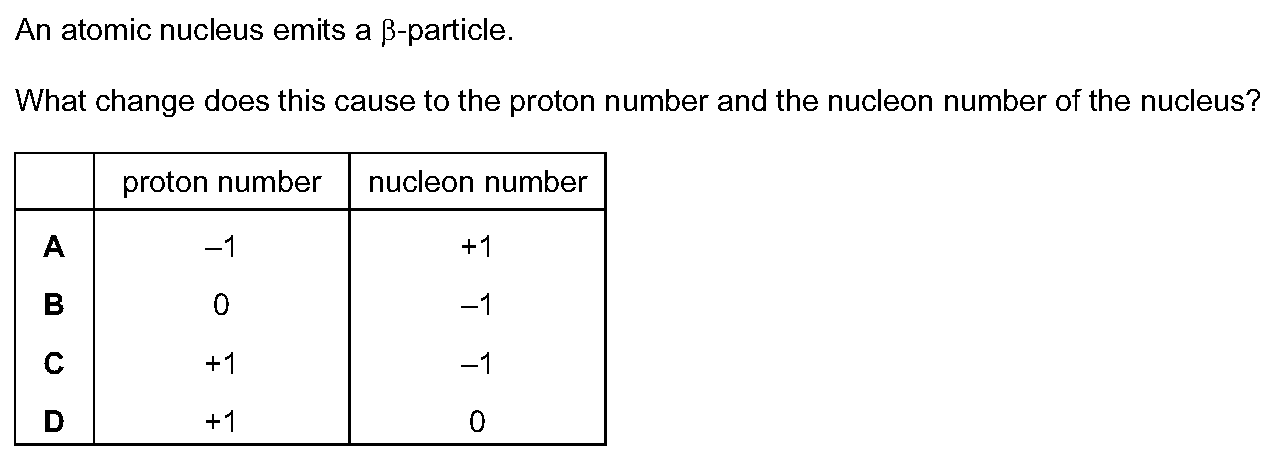 An atomic nucleus emits a β-particle.
What change does this cause to the proton number and the nucleon number of the nucleus?
proton number nucleon number
A –1 +1
B 0 –1
C +1 –1
D +1 0